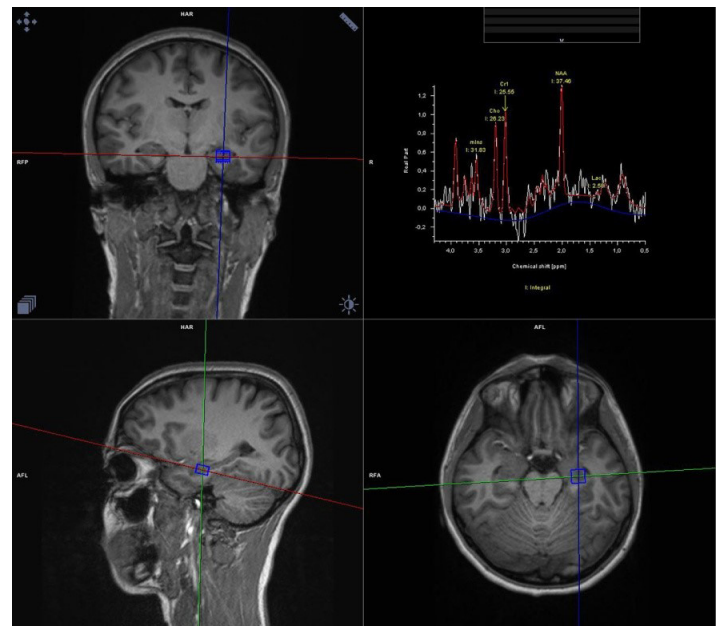 HAR
RFP
R
M
NAA
I: 37.46
Cr1
I: 25.55
Cho
I: 26.23
mIns
I: 31.83
Lac
I: 2.59
Real Part
1,2
1,0
0,8
0,6
0,4
0,2
0,0
-0,2
4,0 3,5 3,0 2,5 2,0 1,5 1,0 0,5
Chemical shift [ppm]
I: Integral
HAR
AFL
AFL
RFA